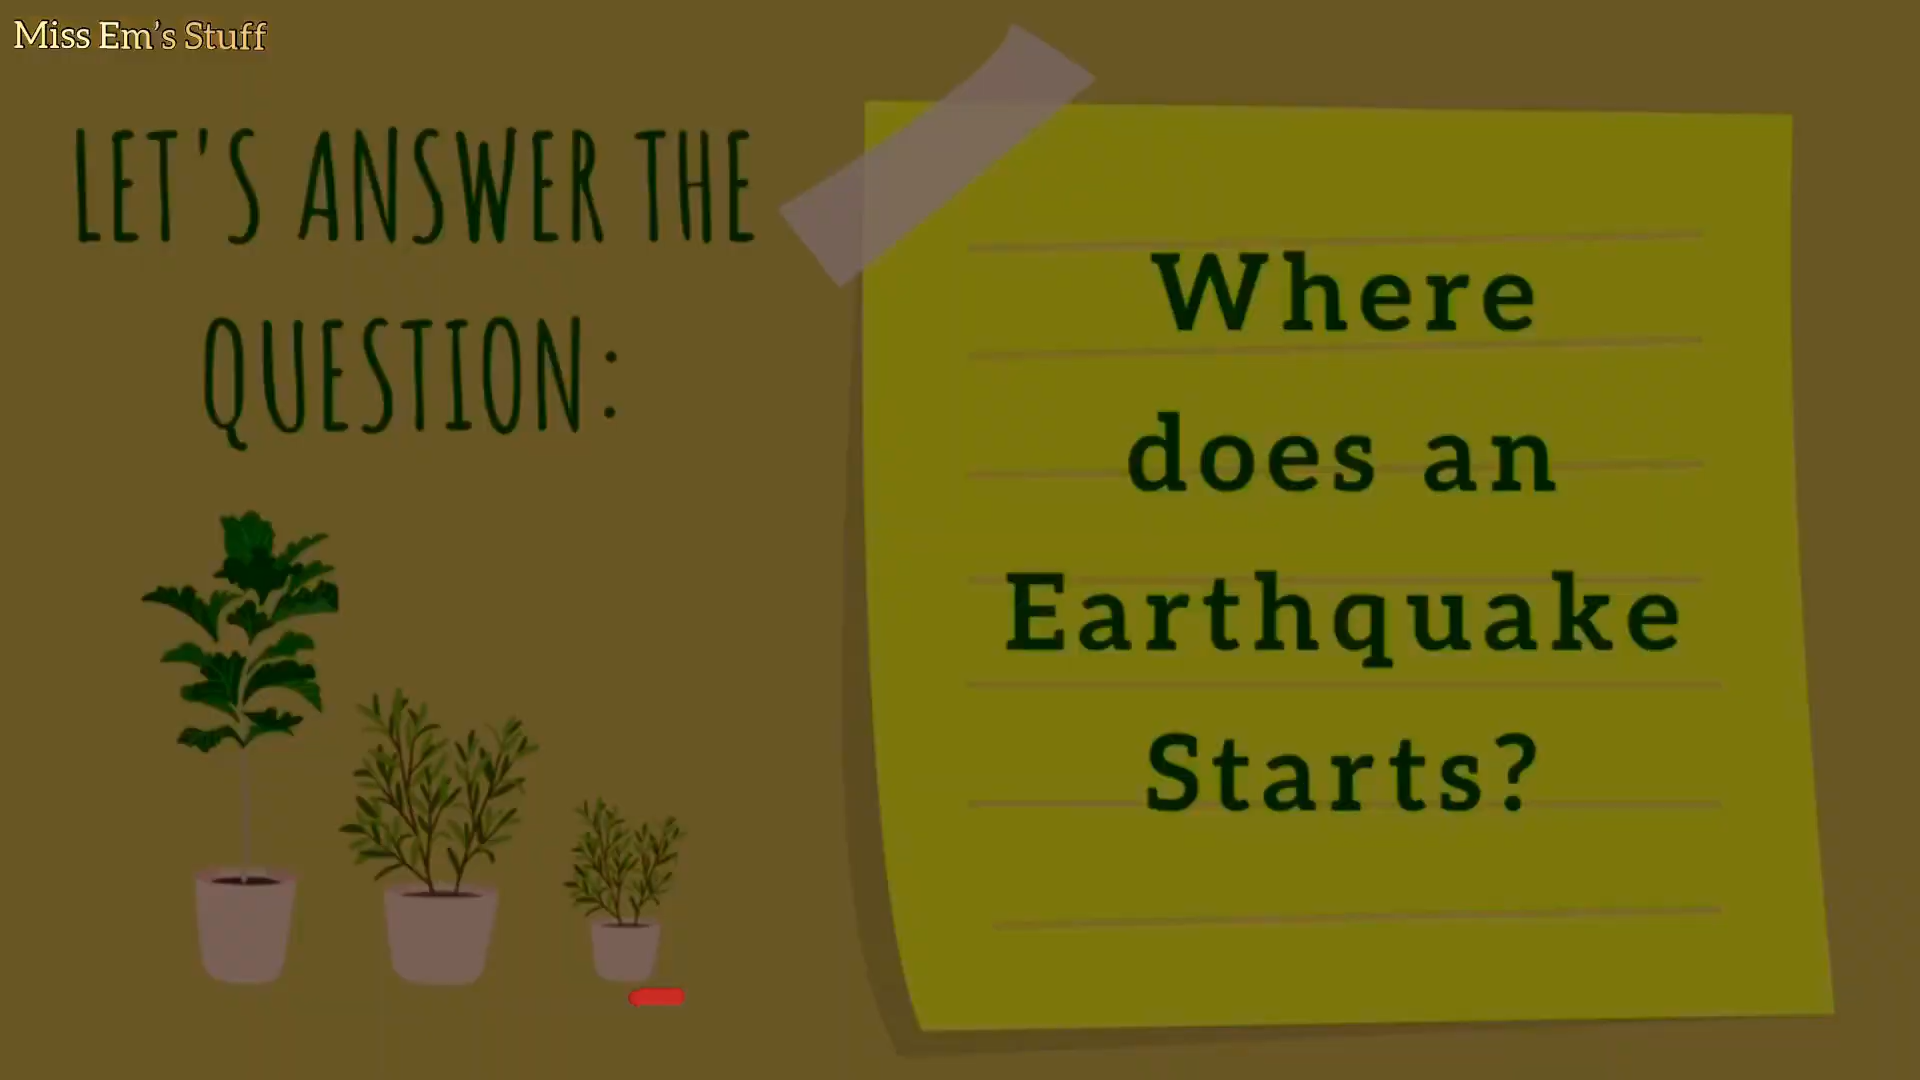 Miss Em's Stuff
LET'S ANSWER THE
QUESTION:
Where
does an
Earthquake
Starts?